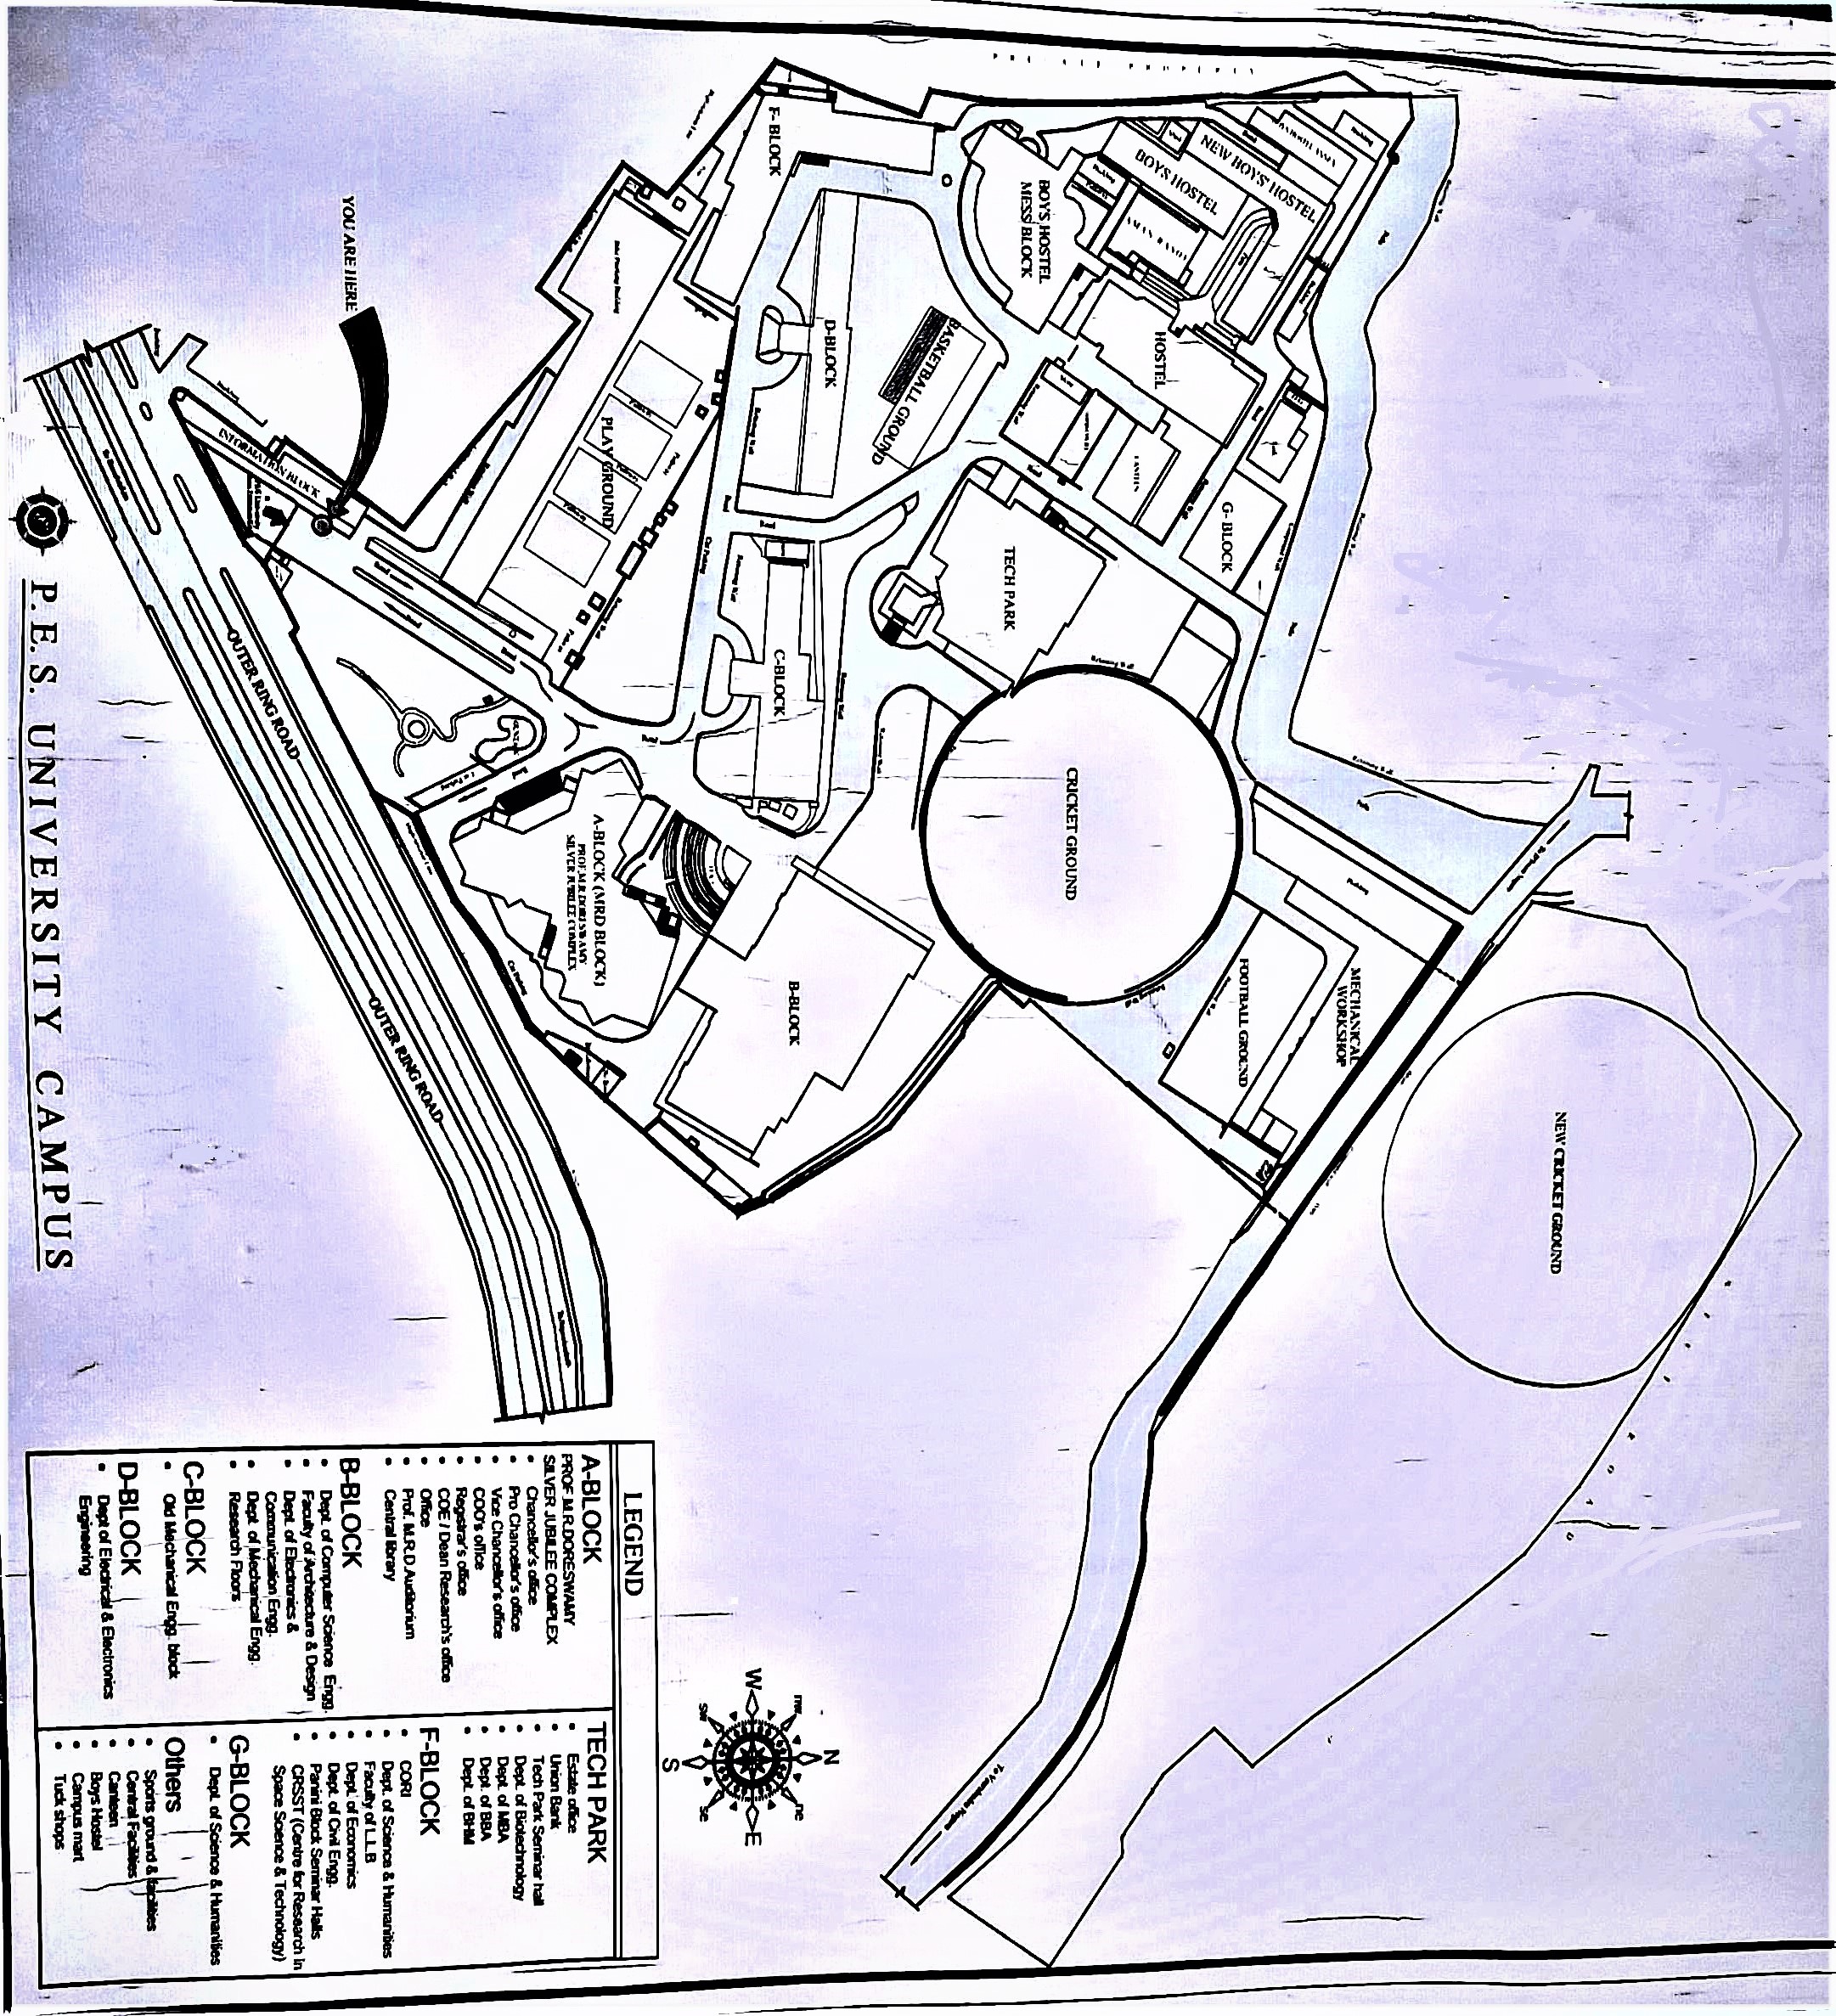 P.E.S. UNIVERSITY CAMPUS
YOU ARE HERE
INFORMATION BLOCK
OUTER RING ROAD
OUTER RING ROAD
F-BLOCK
PLAY GROUND
D-BLOCK
BASKETBALL GROUND
C-BLOCK
BOYS HOSTEL
MESS BLOCK
BOYS HOSTEL
NEW BOYS' HOSTEL
HOSTEL
G-BLOCK
TECH PARK
CRICKET GROUND
A-BLOCK (MRD BLOCK)
PROF.M.R.DORESWAMY
SILVER JUBILEE COMPLEX
B-BLOCK
FOOTBALL GROUND
MECHANICAL
WORKSHOP
NEW CRICKET GROUND
N
ne
E
se
S
sw
W
nw
LEGEND
A-BLOCK
PROF.M.R.DORESWAMY
SILVER JUBILEE COMPLEX
• Chancellor's office
• Pro Chancellor's office
• Vice Chancellor's office
• COO's office
• Registrar's office
• COE / Dean Research's office
• Office
• Prof. M.R.D.Auditorium
• Central library
B-BLOCK
• Dept. of Computer Science Engg.
• Faculty of Architecture & Design
• Dept. of Electronics &
Communication Engg.
• Dept. of Mechanical Engg.
• Research Floors
C-BLOCK
• Old Mechanical Engg. block
D-BLOCK
• Dept of Electrical & Electronics
Engineering
TECH PARK
• Estate office
• Union Bank
• Tech Park Seminar hall
• Dept. of Biotechnology
• Dept. of MBA
• Dept. of BBA
• Dept. of BHM
F-BLOCK
• CORI
• Dept. of Science & Humanities
• Faculty of L.L.B
• Dept. of Economics
• Dept. of Civil Engg.
• Panini Block Seminar Halls
• CRSST (Centre for Research in
Space Science & Technology)
G-BLOCK
• Dept. of Science & Humanities
Others
• Sports ground & facilities
• Central Facilities
• Canteen
• Boys Hostel
• Campus mart
• Tuck shops